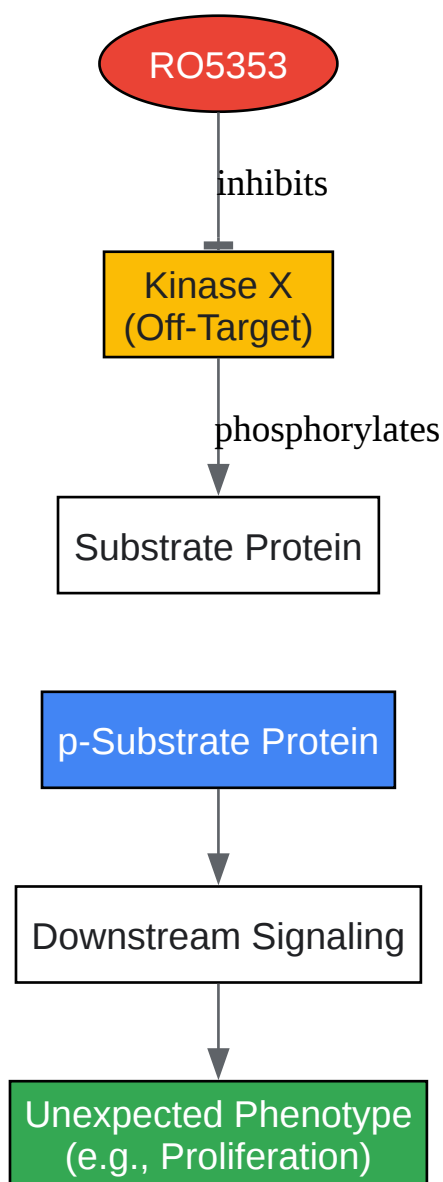 RO5353
inhibits
Kinase X
(Off-Target)
phosphorylates
Substrate Protein
p-Substrate Protein
Downstream Signaling
Unexpected Phenotype
(e.g., Proliferation)